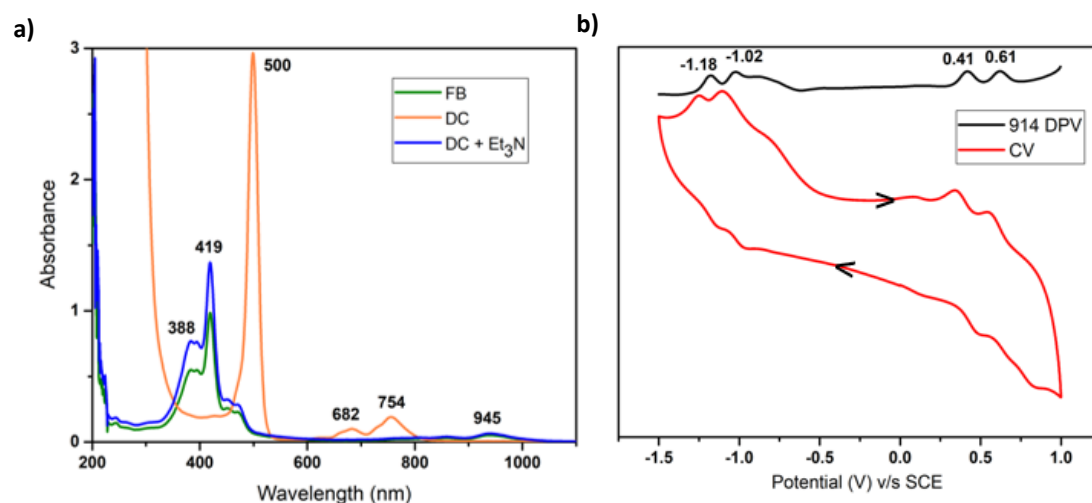 a)
3
2
1
0
Absorbance
200
400
600
800
1000
Wavelength (nm)
388
419
500
682
754
945
FB
DC
DC + Et₃N
b)
-1.18
-1.02
0.41
0.61
914 DPV
CV
-1.5
-1.0
-0.5
0.0
0.5
1.0
Potential (V) v/s SCE